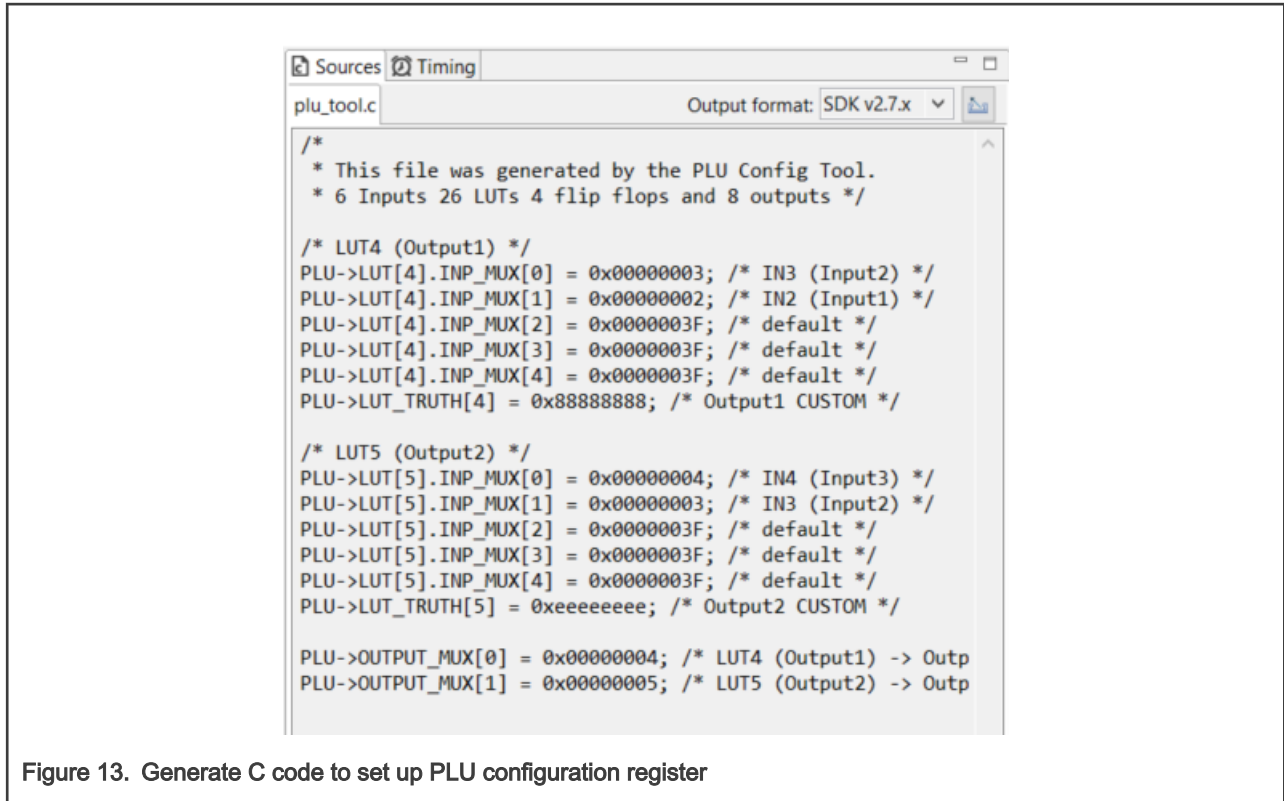 Sources Timing
plu_tool.c Output format: SDK v2.7.x
/*
* This file was generated by the PLU Config Tool.
* 6 Inputs 26 LUTs 4 flip flops and 8 outputs */
/* LUT4 (Output1) */
PLU->LUT[4].INP_MUX[0] = 0x00000003; /* IN3 (Input2) */
PLU->LUT[4].INP_MUX[1] = 0x00000002; /* IN2 (Input1) */
PLU->LUT[4].INP_MUX[2] = 0x0000003F; /* default */
PLU->LUT[4].INP_MUX[3] = 0x0000003F; /* default */
PLU->LUT[4].INP_MUX[4] = 0x0000003F; /* default */
PLU->LUT_TRUTH[4] = 0x88888888; /* Output1 CUSTOM */
/* LUT5 (Output2) */
PLU->LUT[5].INP_MUX[0] = 0x00000004; /* IN4 (Input3) */
PLU->LUT[5].INP_MUX[1] = 0x00000003; /* IN3 (Input2) */
PLU->LUT[5].INP_MUX[2] = 0x0000003F; /* default */
PLU->LUT[5].INP_MUX[3] = 0x0000003F; /* default */
PLU->LUT[5].INP_MUX[4] = 0x0000003F; /* default */
PLU->LUT_TRUTH[5] = 0xeeeeeeee; /* Output2 CUSTOM */
PLU->OUTPUT_MUX[0] = 0x00000004; /* LUT4 (Output1) -> Outp
PLU->OUTPUT_MUX[1] = 0x00000005; /* LUT5 (Output2) -> Outp
Figure 13. Generate C code to set up PLU configuration register